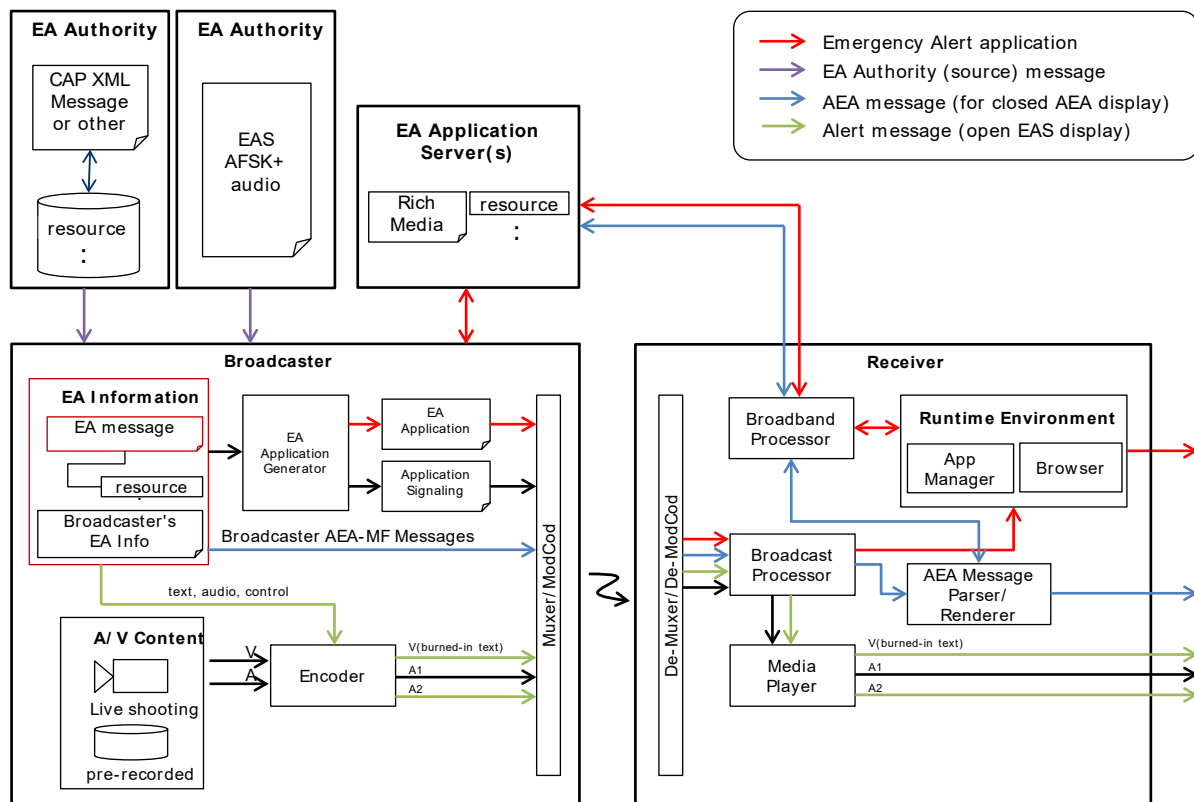 EA Authority
CAP XML
Message
or other
resource
:
EA Authority
EAS
AFSK+
audio
EA Application
Server(s)
Rich
Media
resource
:
Emergency Alert application
EA Authority (source) message
AEA message (for closed AEA display)
Alert message (open EAS display)
Broadcaster
EA Information
EA message
resource
:
Broadcaster's
EA Info
EA
Application
Generator
EA
Application
Application
Signaling
Broadcaster AEA-MF Messages
text, audio, control
A/ V Content
Live shooting
pre-recorded
V
A
Encoder
V(burned-in text)
A1
A2
Muxer/ ModCod
Receiver
De-Muxer/ De-ModCod
Broadband
Processor
Runtime Environment
App
Manager
Browser
Broadcast
Processor
AEA Message
Parser/
Renderer
Media
Player
V(burned-in text)
A1
A2